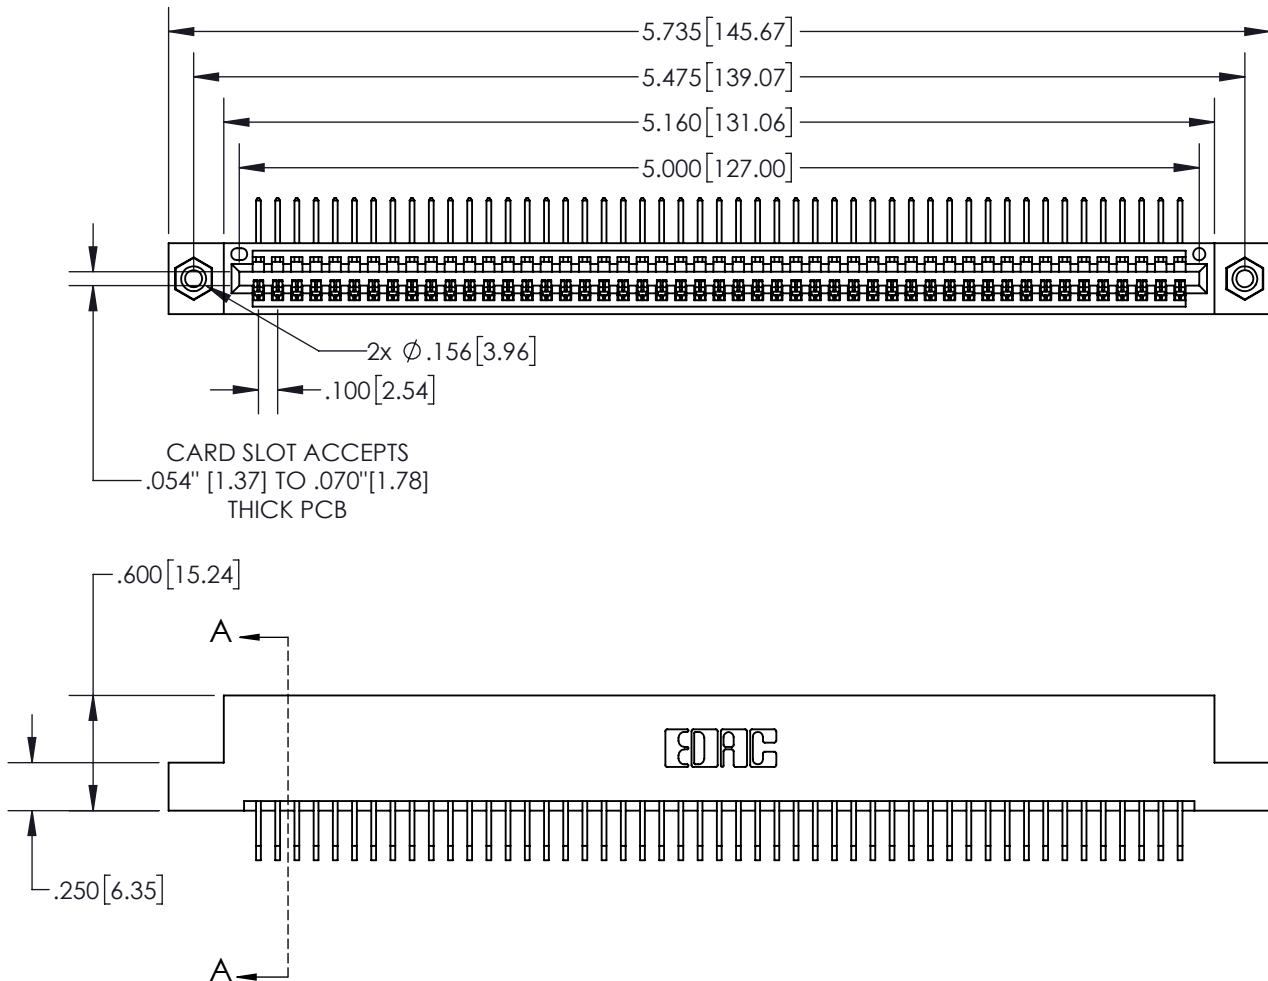 5.735[145.67]
5.475[139.07]
5.160[131.06]
5.000[127.00]
2x Ø.156[3.96]
.100[2.54]
CARD SLOT ACCEPTS
.054" [1.37] TO .070"[1.78]
THICK PCB
.600[15.24]
A
EDAC
.250[6.35]
A